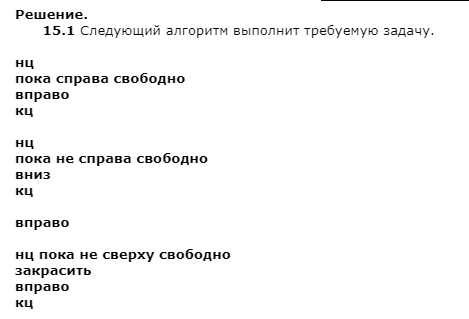 Решение.
15.1 Следующий алгоритм выполнит требуемую задачу.
нц
пока справа свободно
вправо
кц
нц
пока не справа свободно
вниз
кц
вправо
нц пока не сверху свободно
закрасить
вправо
кц